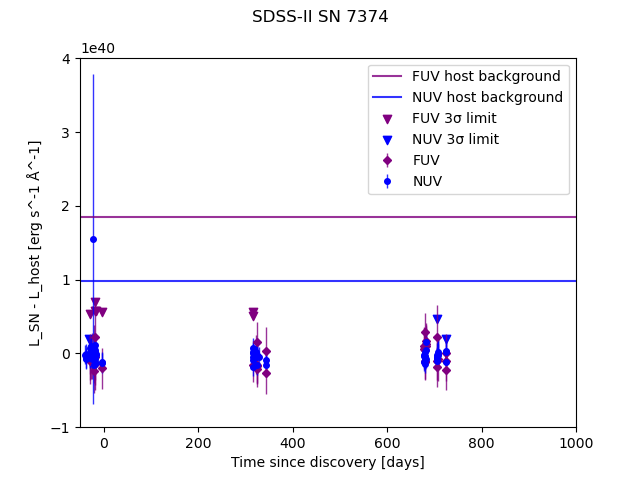 SDSS-II SN 7374
1e40
FUV host background
NUV host background
FUV 3σ limit
NUV 3σ limit
FUV
NUV
4
3
2
1
0
−1
L_SN - L_host [erg s^-1 Å^-1]
0 200 400 600 800 1000
Time since discovery [days]